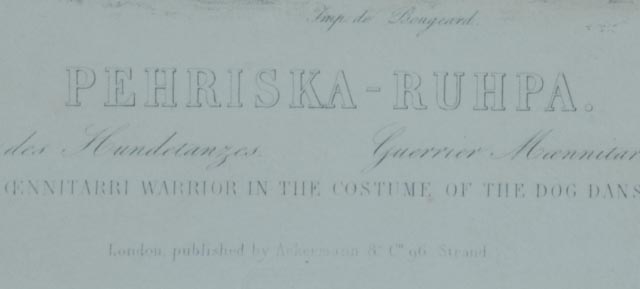 Imp. de Bougeard.
PEHRISKA-RUHPA.
des Hundetanzes. Guerrier Mœnnitar
ŒNNITARRI WARRIOR IN THE COSTUME OF THE DOG DANS
London, published by Ackermann & Cº 96 Strand